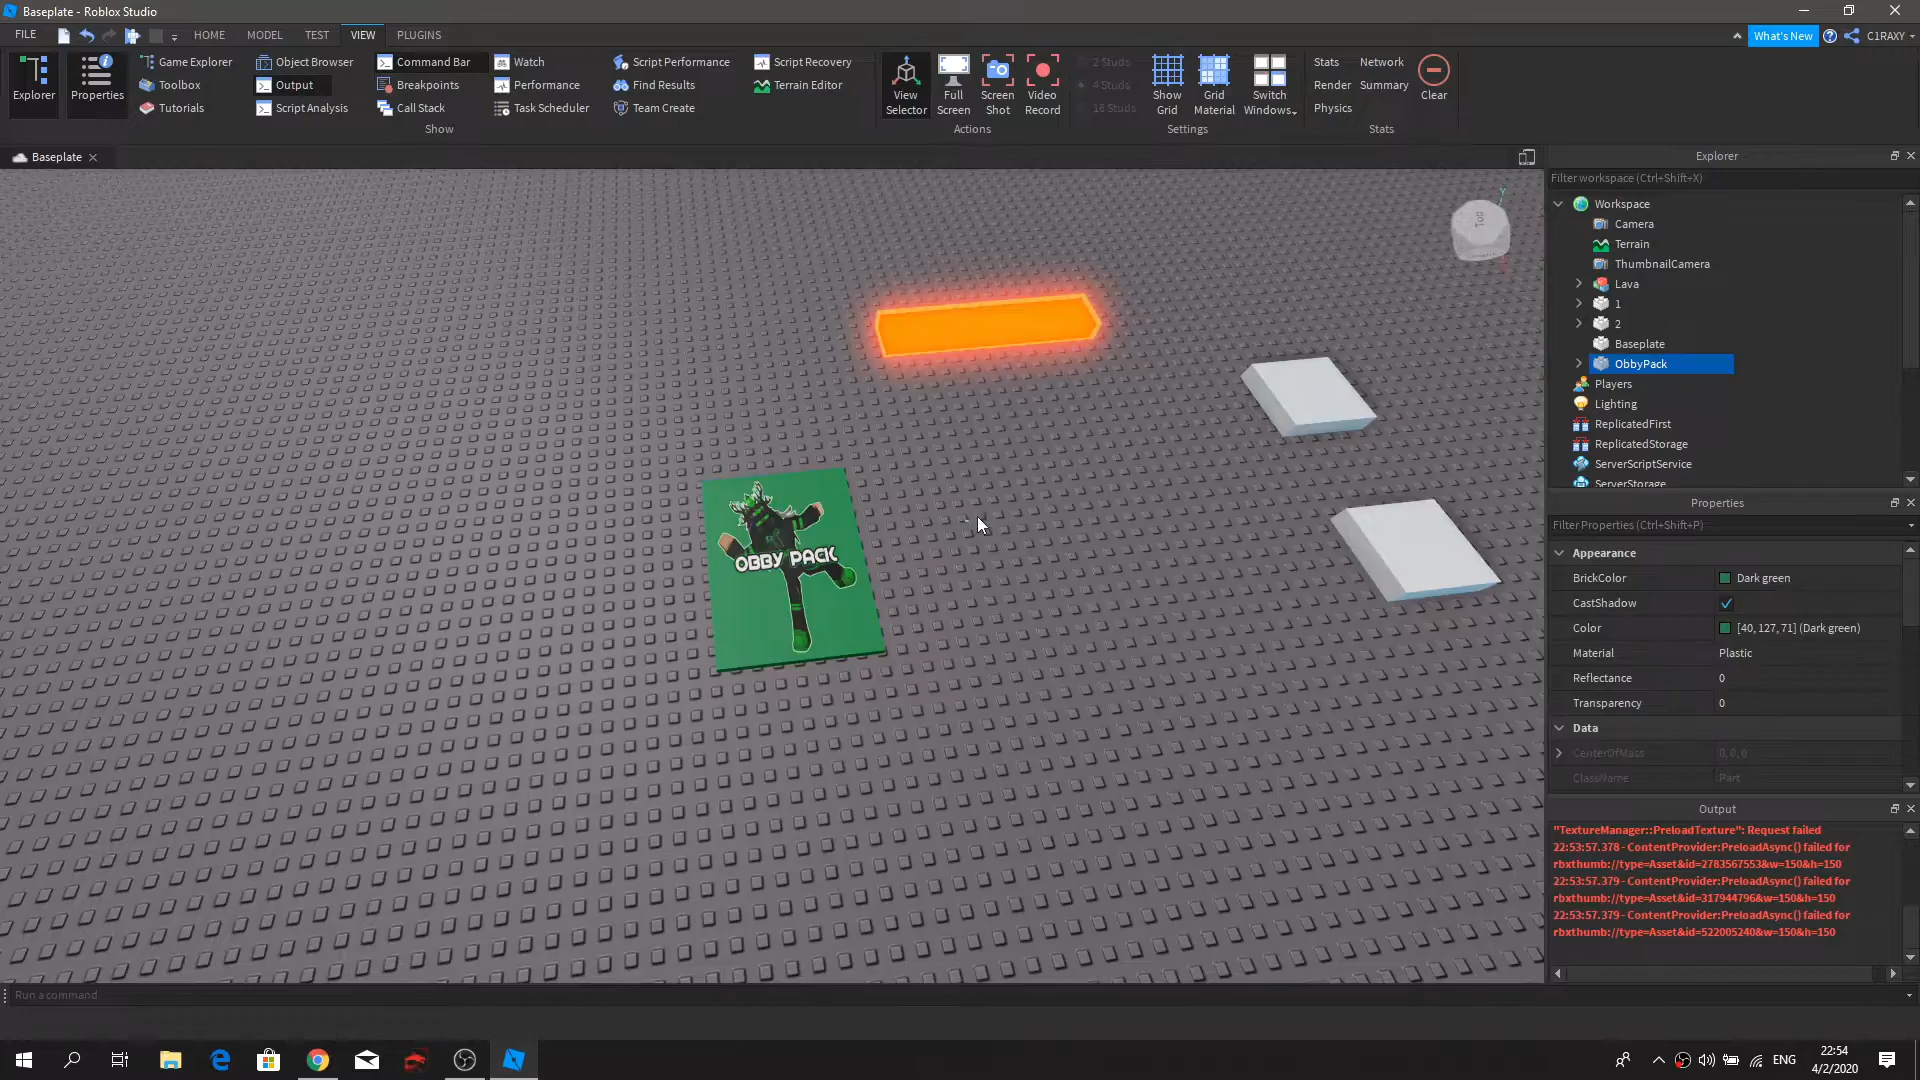 Baseplate - Roblox Studio
FILE HOME MODEL TEST VIEW PLUGINS What's New C1RAXY
Explorer
Properties
Game Explorer Object Browser Command Bar Watch Script Performance Script Recovery
Toolbox Output Breakpoints Performance Find Results Terrain Editor
Tutorials Script Analysis Call Stack Task Scheduler Team Create
Show
View Selector
Full Screen
Screen Shot
Video Record
Actions
2 Studs
4 Studs
16 Studs
Show Grid
Grid Material
Switch Windows
Settings
Stats Network
Render Summary
Physics
Clear
Stats
Baseplate
Top
Y
OBBY PACK
Explorer
Filter workspace (Ctrl+Shift+X)
Workspace
Camera
Terrain
ThumbnailCamera
Lava
1
2
Baseplate
ObbyPack
Players
Lighting
ReplicatedFirst
ReplicatedStorage
ServerScriptService
ServerStorage
Properties
Filter Properties (Ctrl+Shift+P)
Appearance
BrickColor Dark green
CastShadow
Color [40, 127, 71] (Dark green)
Material Plastic
Reflectance 0
Transparency 0
Data
CenterOfMass 0, 0, 0
ClassName Part
Output
"TextureManager::PreloadTexture": Request failed
22:53:57.378 - ContentProvider:PreloadAsync() failed for
rbxthumb://type=Asset&id=2783567553&w=150&h=150
22:53:57.379 - ContentProvider:PreloadAsync() failed for
rbxthumb://type=Asset&id=317944796&w=150&h=150
22:53:57.379 - ContentProvider:PreloadAsync() failed for
rbxthumb://type=Asset&id=522005240&w=150&h=150
Run a command
ENG
22:54
4/2/2020